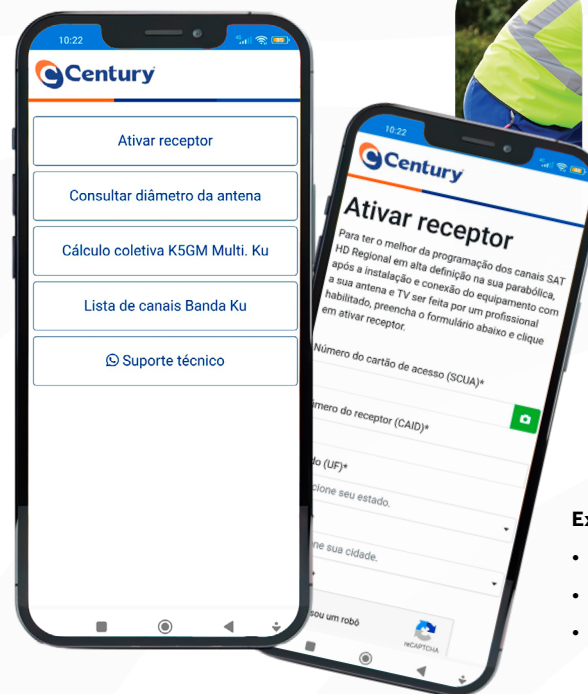 10:22
Century
Ativar receptor
Consultar diâmetro da antena
Cálculo coletiva K5GM Multi. Ku
Lista de canais Banda Ku
Suporte técnico
10:22
Century
Ativar receptor
Para ter o melhor da programação dos canais SAT
HD Regional em alta definição na sua parabólica,
após a instalação e conexão do equipamento com
a sua antena e TV ser feita por um profissional
habilitado, preencha o formulário abaixo e clique
em ativar receptor.
Número do cartão de acesso (SCUA)*
úmero do receptor (CAID)*
do (UF)*
cione seu estado.
*
ne sua cidade.
*
sou um robô
reCAPTCHA
Ex
•
•
•